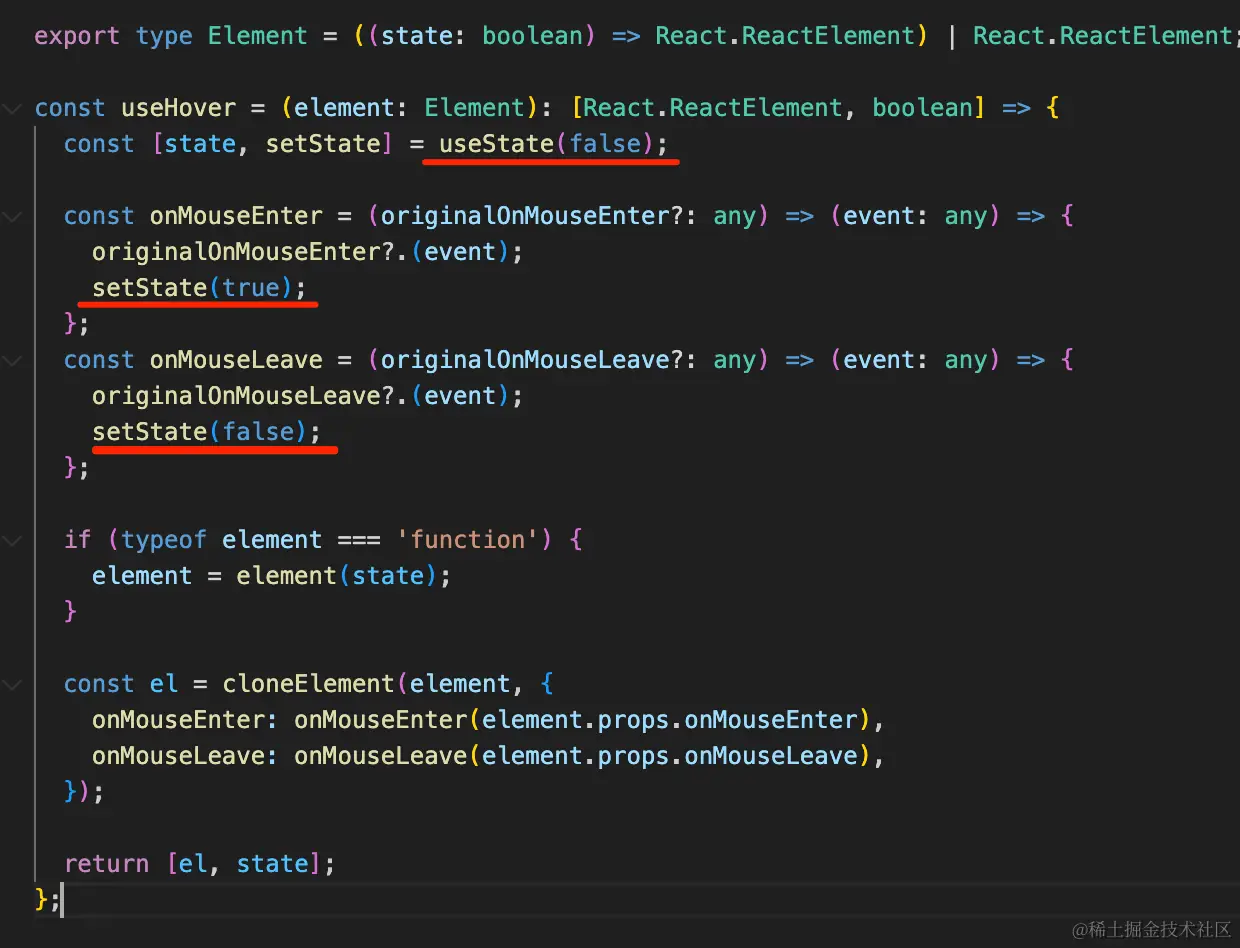 export type Element = ((state: boolean) => React.ReactElement) | React.ReactElement;
const useHover = (element: Element): [React.ReactElement, boolean] => {
const [state, setState] = useState(false);
const onMouseEnter = (originalOnMouseEnter?: any) => (event: any) => {
originalOnMouseEnter?.(event);
setState(true);
};
const onMouseLeave = (originalOnMouseLeave?: any) => (event: any) => {
originalOnMouseLeave?.(event);
setState(false);
};
if (typeof element === 'function') {
element = element(state);
}
const el = cloneElement(element, {
onMouseEnter: onMouseEnter(element.props.onMouseEnter),
onMouseLeave: onMouseLeave(element.props.onMouseLeave),
});
return [el, state];
};
@稀土掘金技术社区